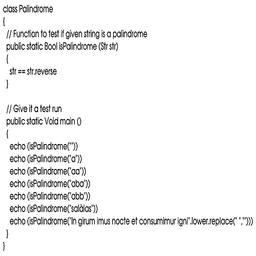 class Palindrome
{
// Function to test if given string is a palindrome
public static Bool isPalindrome (Str str)
{
str == str.reverse
}
// Give it a test run
public static Void main ()
{
echo (isPalindrome(""))
echo (isPalindrome("a"))
echo (isPalindrome("aa"))
echo (isPalindrome("aba"))
echo (isPalindrome("abb"))
echo (isPalindrome("salàlas"))
echo (isPalindrome("In girum imus nocte et consumimur igni".lower.replace(" ","")))
}
}